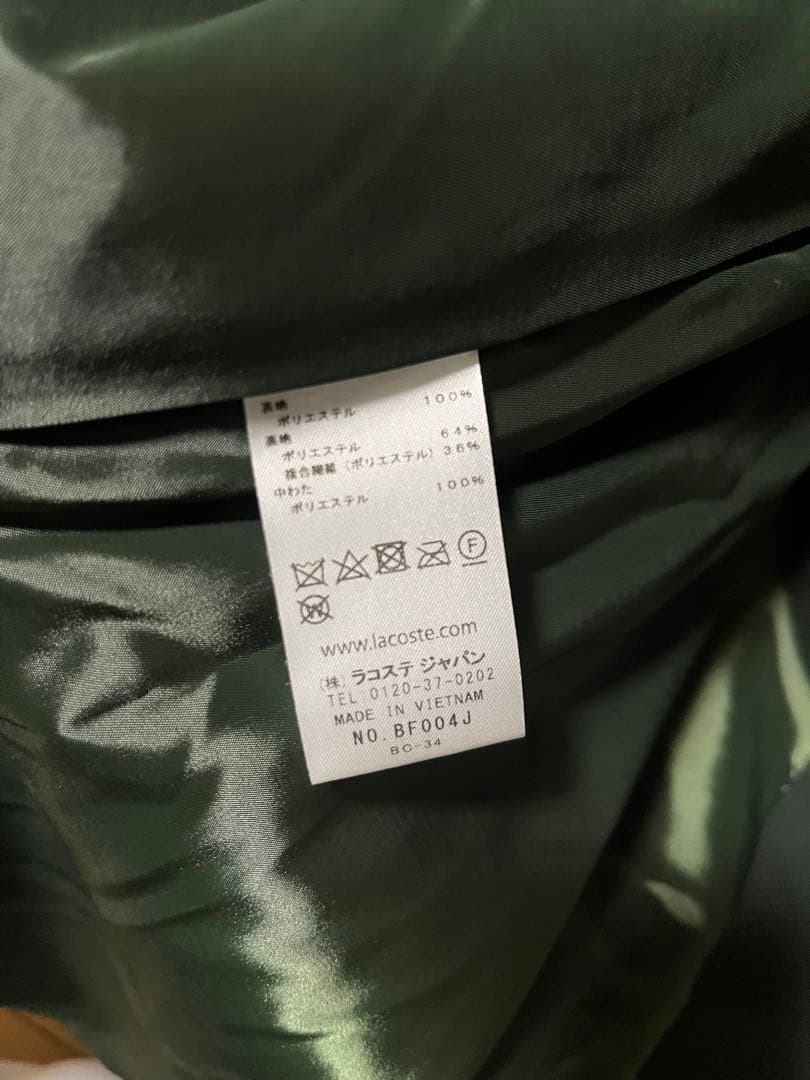 表地
ポリエステル 100%
裏地
ポリエステル 64%
複合繊維（ポリエステル）36%
中わた
ポリエステル 100%
F
W
www.lacoste.com
（株）ラコステ ジャパン
TEL:0120-37-0202
MADE IN VIETNAM
NO.BF004J
BC-34